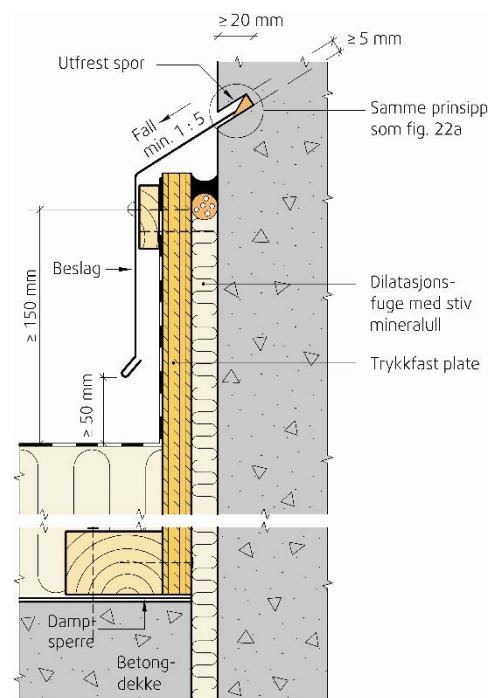 ≥ 20 mm
≥ 5 mm
Utfrest spor
Fall
min. 1 : 5
Samme prinsipp
som fig. 22a
Beslag
≥ 150 mm
Dilatasjons-
fuge med stiv
mineralull
Trykkfast plate
≥ 50 mm
Damp-
sperre
Betong-
dekke